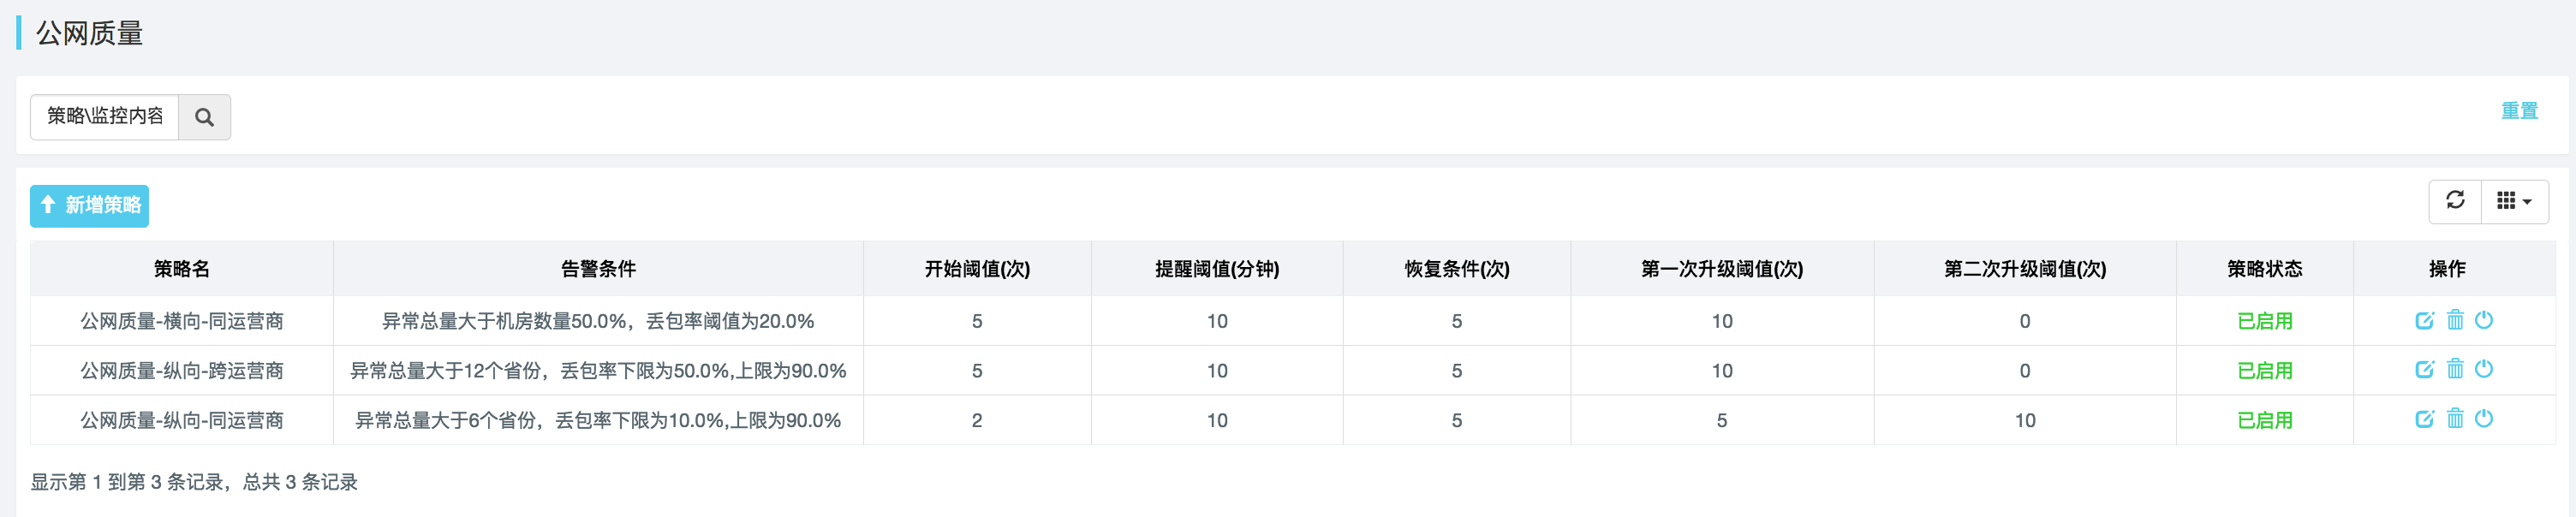 公网质量
策略\监控内容
重置
新增策略
策略名 告警条件 开始阈值(次) 提醒阈值(分钟) 恢复条件(次) 第一次升级阈值(次) 第二次升级阈值(次) 策略状态 操作
公网质量-横向-同运营商 异常总量大于机房数量50.0%，丢包率阈值为20.0% 5 10 5 10 0 已启用
公网质量-纵向-跨运营商 异常总量大于12个省份，丢包率下限为50.0%,上限为90.0% 5 10 5 10 0 已启用
公网质量-纵向-同运营商 异常总量大于6个省份，丢包率下限为10.0%,上限为90.0% 2 10 5 5 10 已启用
显示第 1 到第 3 条记录，总共 3 条记录